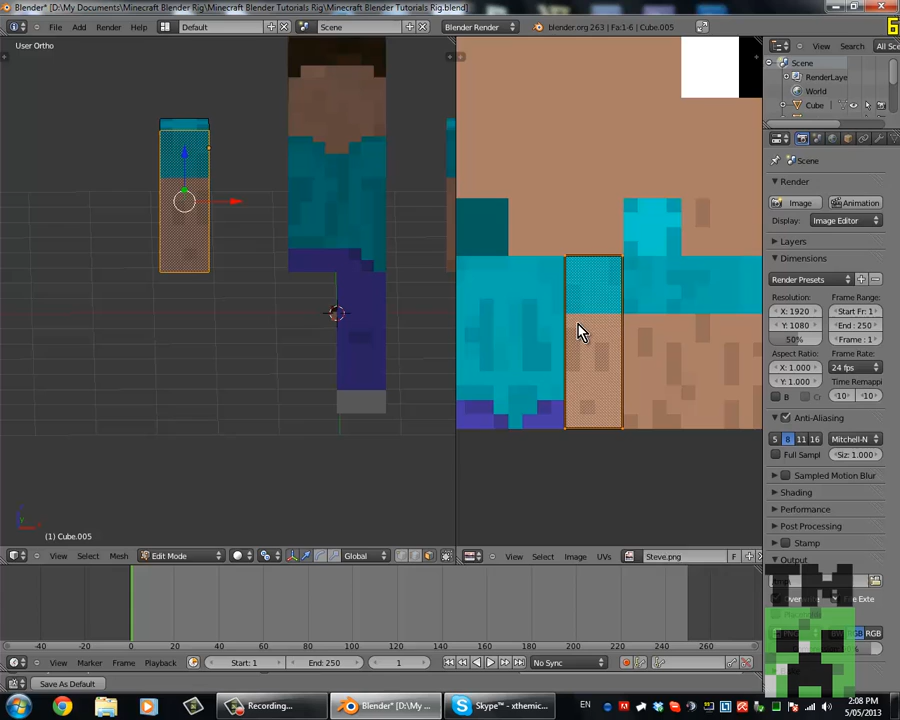 Blender* [D:\My Documents\Minecraft Blender Rig\Minecraft Blender Tutorials Rig\Minecraft Blender Tutorials Rig.blend]
File Add Render Help Default Scene Blender Render blender.org 263 | Fa:1-6 | Cube.005
6
User Ortho
View Search All Sce
Scene
RenderLaye
World
Cube
Scene
Render
Image Animation
Display: Image Editor
Layers
Dimensions
Render Presets
Resolution: Frame Range:
X: 1920 Start Fr: 1
Y: 1080 End: 250
50% Frame: 1
Aspect Ratio: Frame Rate:
X: 1.000 24 fps
Y: 1.000 Time Remappi
B C 10 10
Anti-Aliasing
5 8 11 16 Mitchell-N
Full Sampl Siz: 1.000
Sampled Motion Blur
Shading
Performance
Post Processing
Stamp
Output
(1) Cube.005
View Select Mesh Edit Mode Global
View Select Image UVs Steve.png F
RGB
-40 -20 0 20 40 60 80 100 120 140 160 180 200 220 240 260
View Marker Frame Playback Start: 1 End: 250 1 No Sync
Save As Default
Recording... Blender* [D:\My ... Skype™ - xthemic...
EN
2:08 PM
5/05/2013